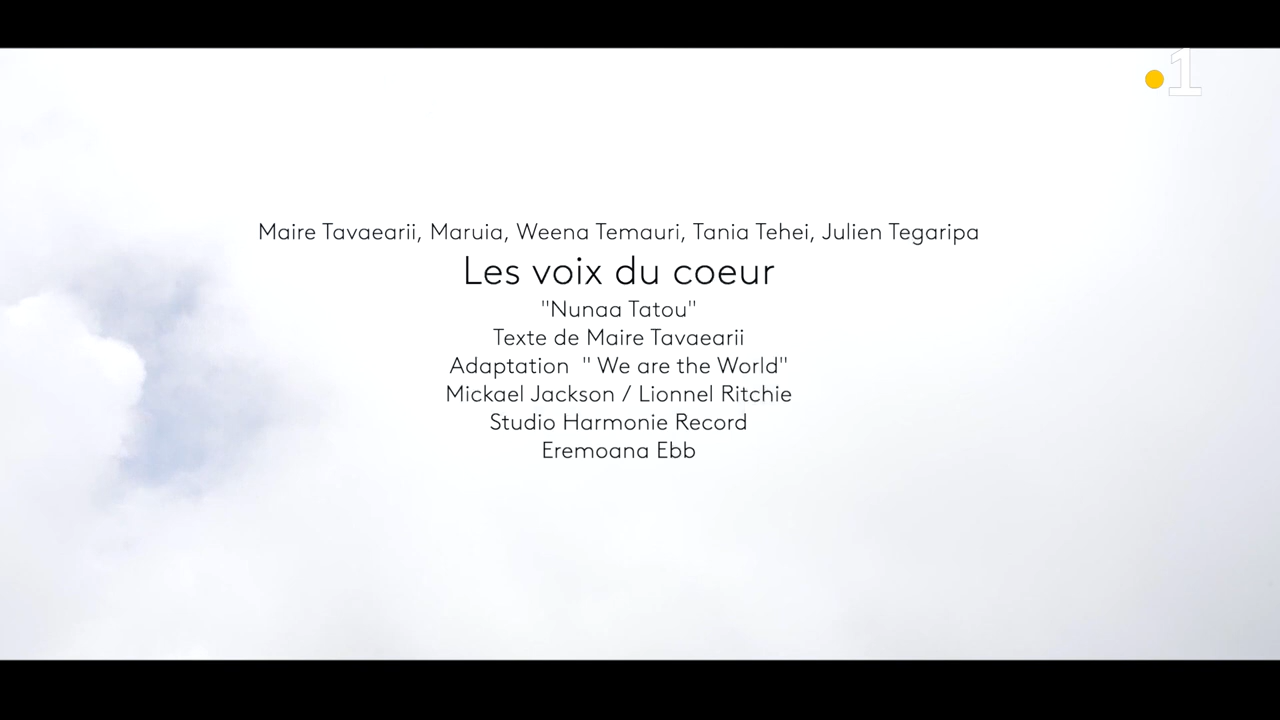 1
Maire Tavaearii, Maruia, Weena Temauri, Tania Tehei, Julien Tegaripa
Les voix du coeur
"Nunaa Tatou"
Texte de Maire Tavaearii
Adaptation " We are the World"
Mickael Jackson / Lionnel Ritchie
Studio Harmonie Record
Eremoana Ebb